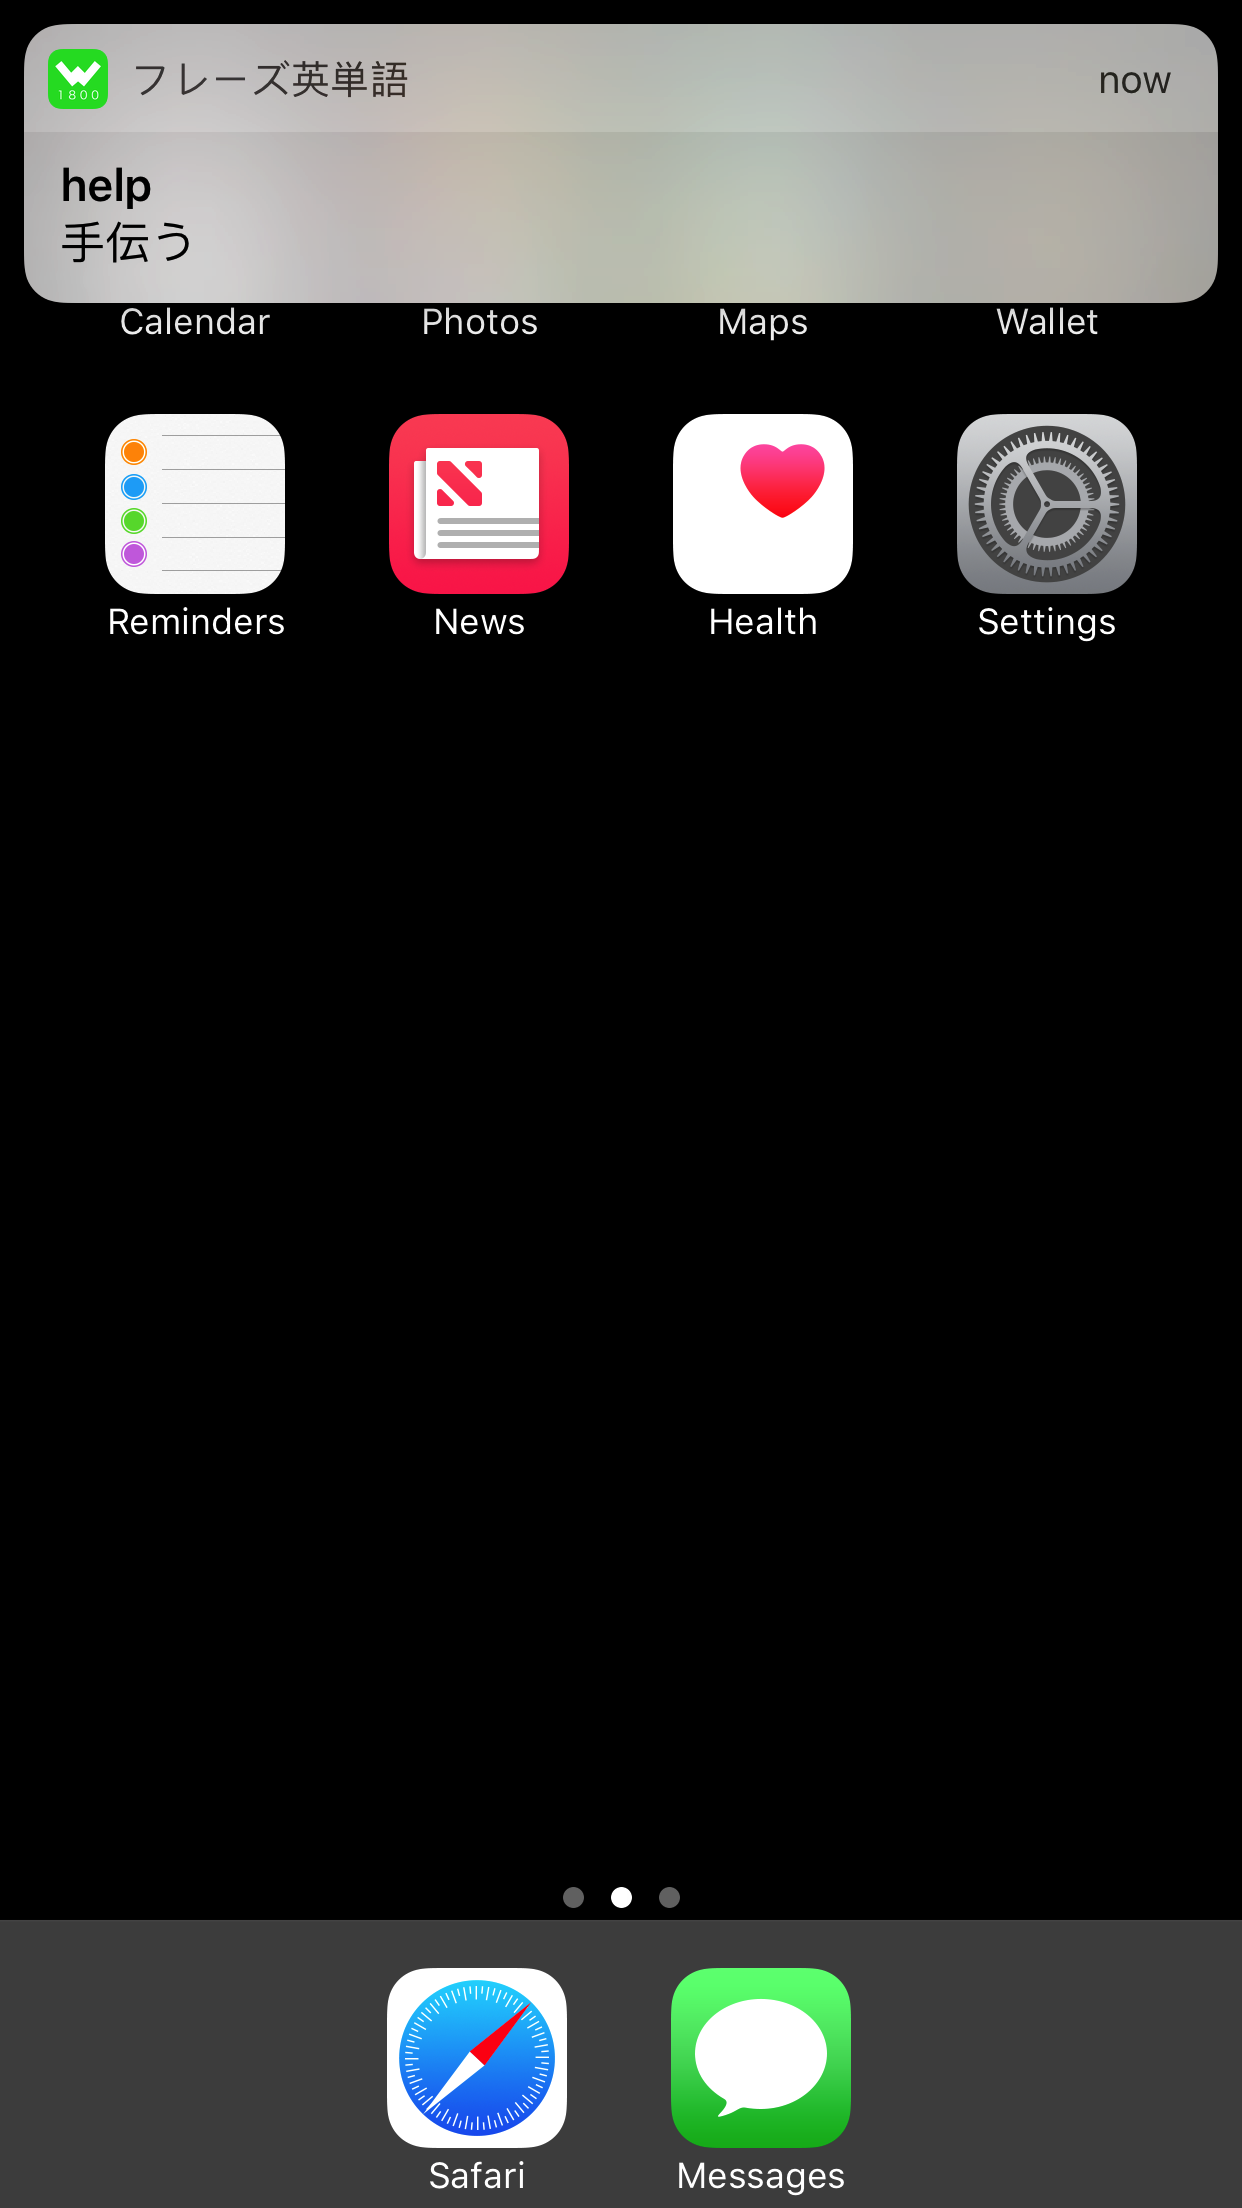 1800
フレーズ英単語
now
help
手伝う
Calendar
Photos
Maps
Wallet
Reminders
News
Health
Settings
Safari
Messages